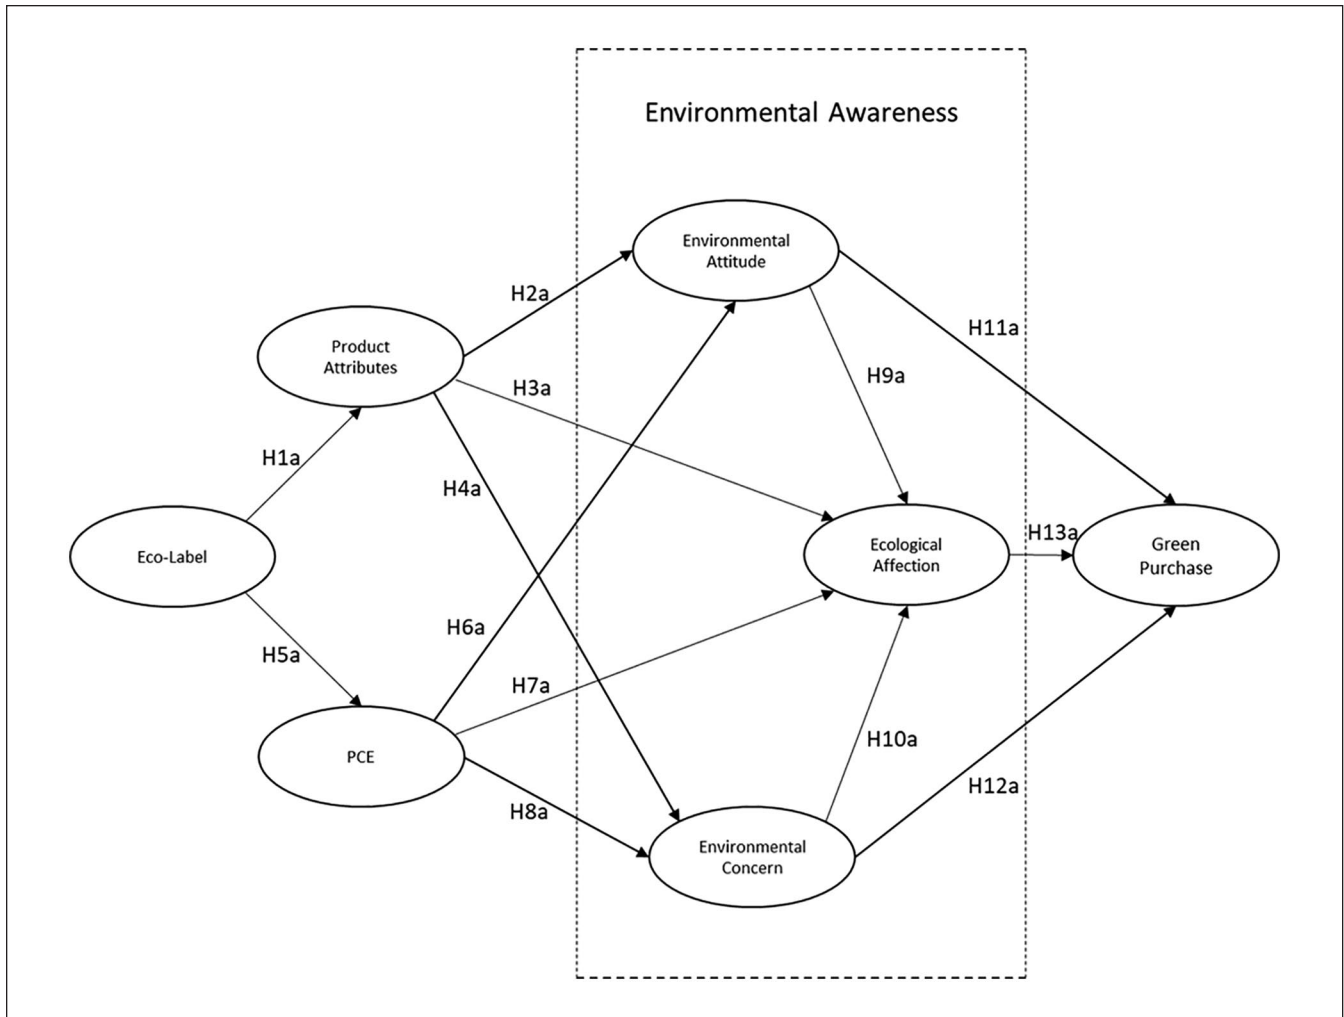 Environmental Awareness
Environmental
Attitude
H2a
H11a
Product
Attributes
H3a
H9a
H1a
H4a
Eco-Label
Ecological
Affection
H13a
Green
Purchase
H5a
H6a
H7a
H10a
PCE
H8a
H12a
Environmental
Concern